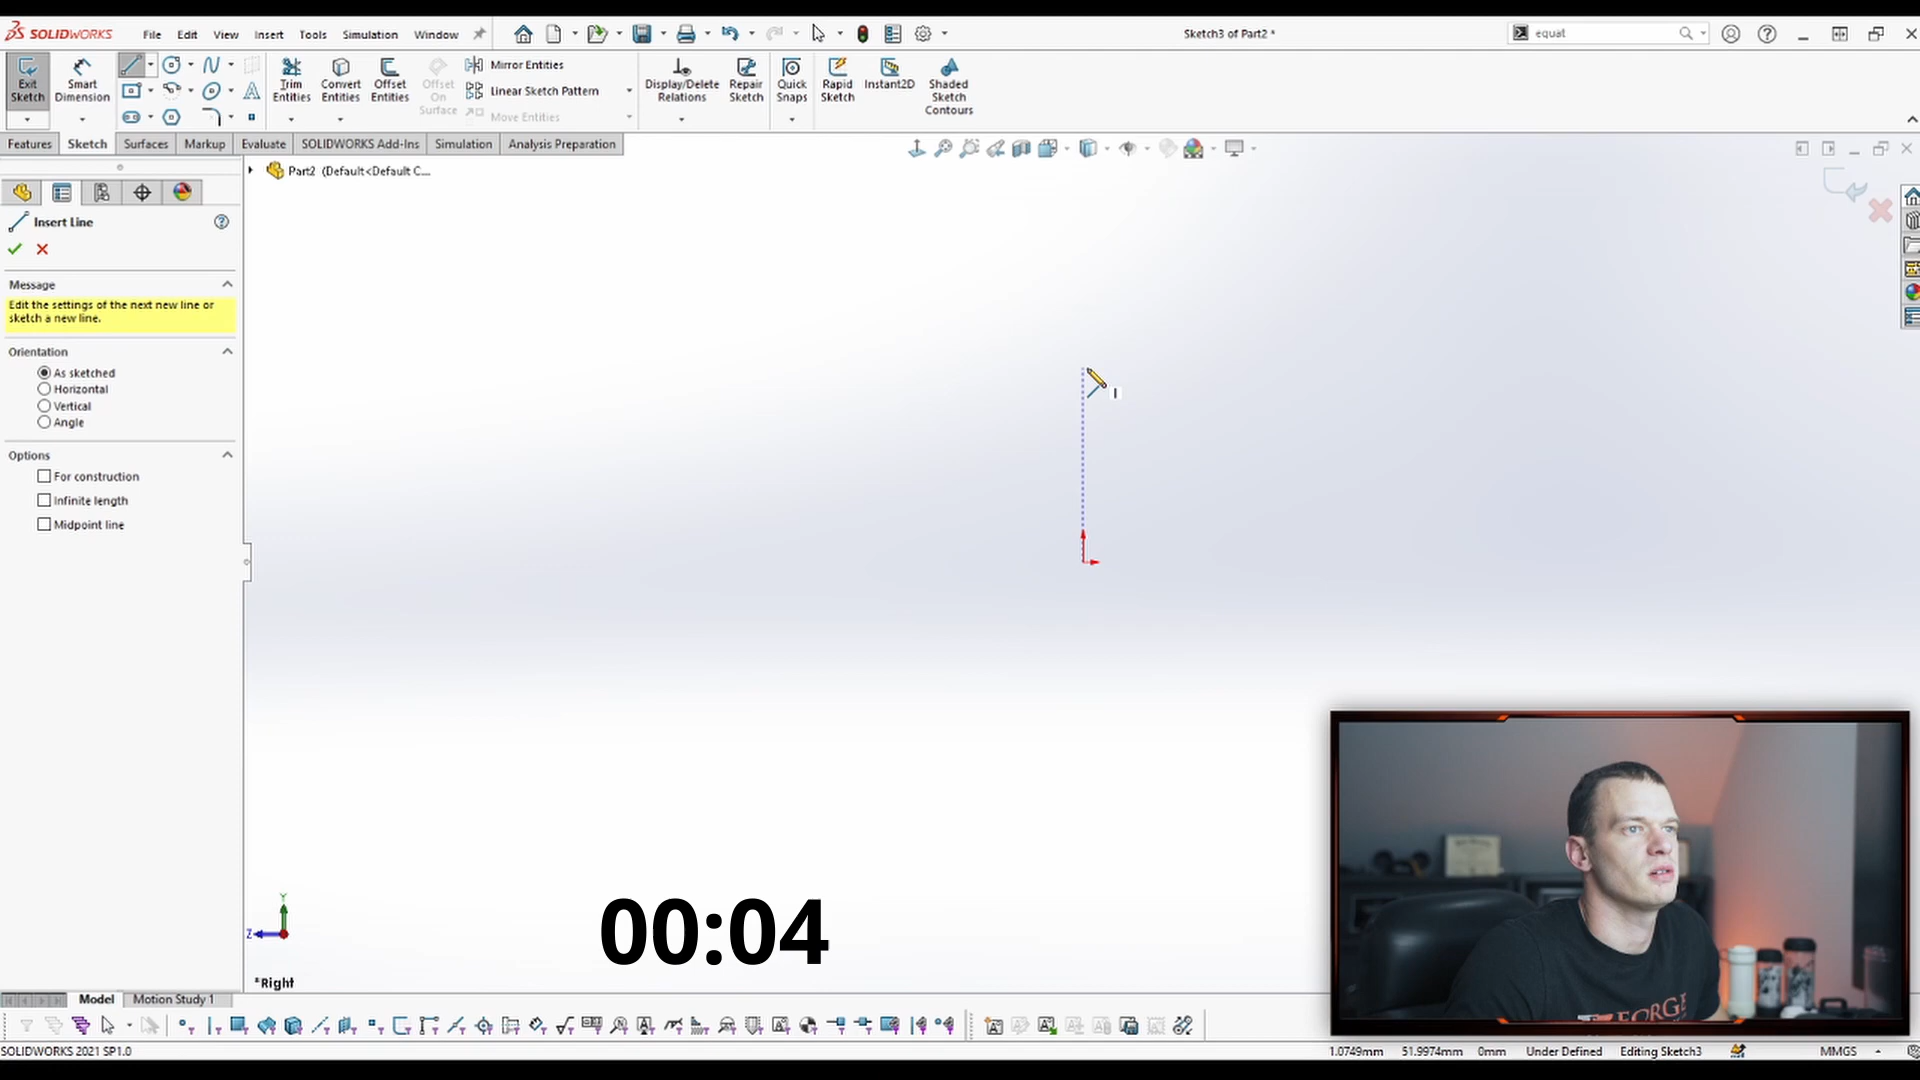 SOLIDWORKS File Edit View Insert Tools Simulation Window Sketch3 of Part2 * equat
Exit Sketch
Smart Dimension
Trim Entities
Convert Entities
Offset Entities
Offset On Surface
Mirror Entities
Linear Sketch Pattern
Move Entities
Display/Delete Relations
Repair Sketch
Quick Snaps
Rapid Sketch
Instant2D
Shaded Sketch Contours
Features Sketch Surfaces Markup Evaluate SOLIDWORKS Add-Ins Simulation Analysis Preparation
Part2 (Default<Default C...
Insert Line
Message
Edit the settings of the next new line or
sketch a new line.
Orientation
As sketched
Horizontal
Vertical
Angle
Options
For construction
Infinite length
Midpoint line
Y
Z
00:04
*Right
FORGE
Model Motion Study 1
SOLIDWORKS 2021 SP1.0 1.0749mm 51.9974mm 0mm Under Defined Editing Sketch3 MMGS